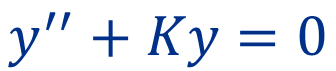 y′′ + Ky = 0